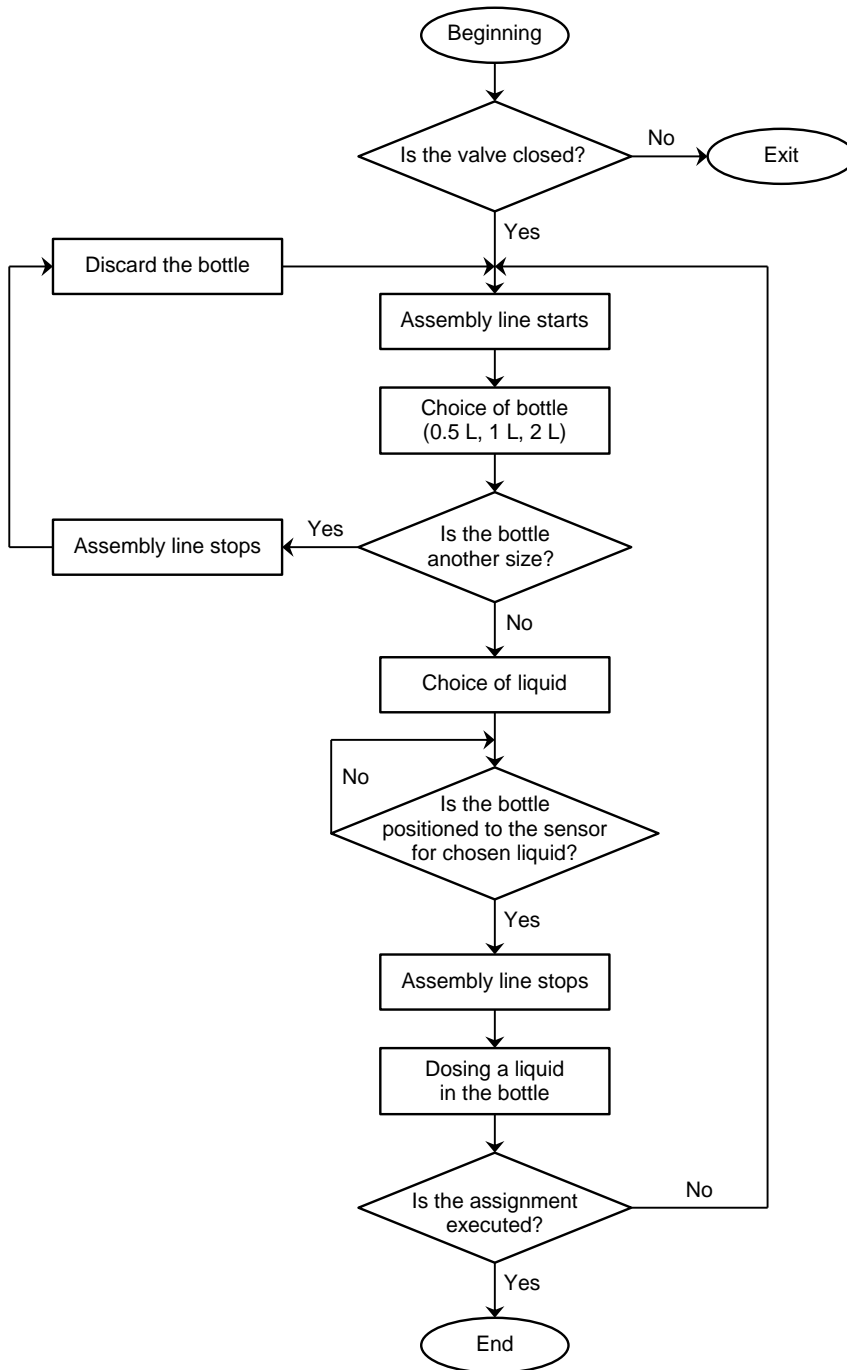 Beginning
Is the valve closed?
No
Exit
Yes
Discard the bottle
Assembly line starts
Choice of bottle
(0.5 L, 1 L, 2 L)
Assembly line stops
Yes
Is the bottle
another size?
No
Choice of liquid
No
Is the bottle
positioned to the sensor
for chosen liquid?
Yes
Assembly line stops
Dosing a liquid
in the bottle
Is the assignment
executed?
No
Yes
End